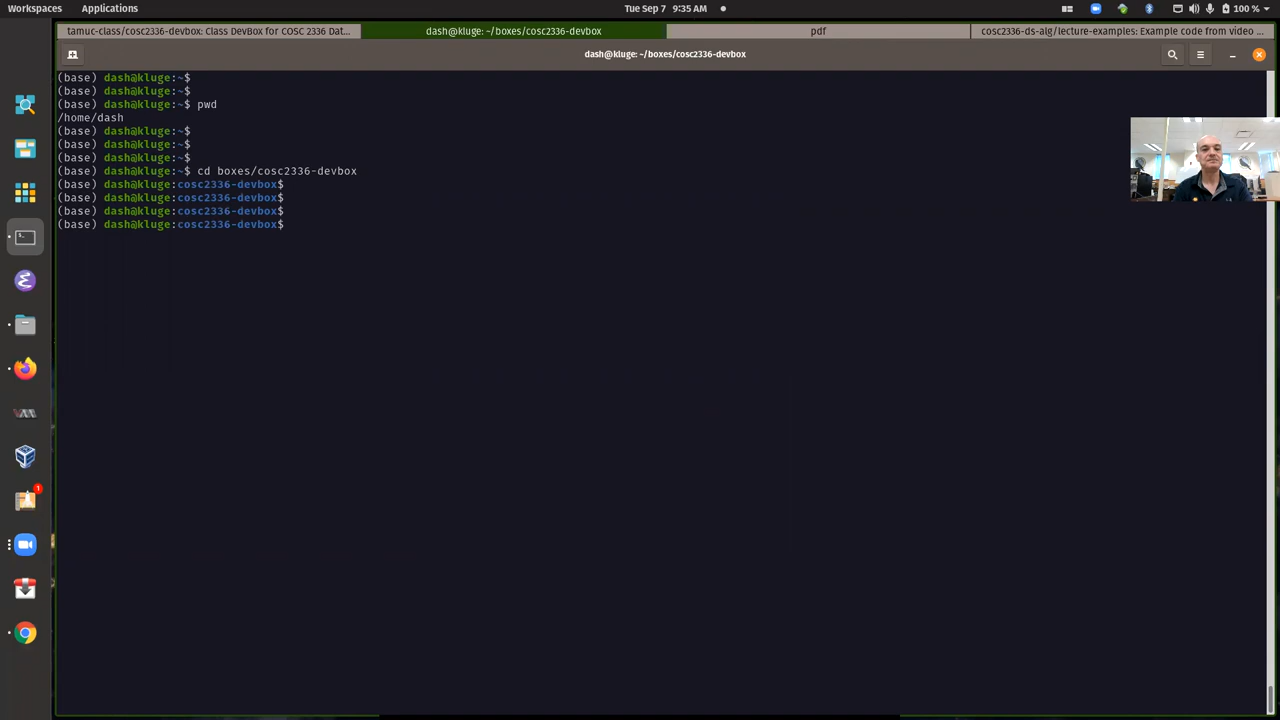 Workspaces Applications Tue Sep 7 9:35 AM 100 %
tamuc-class/cosc2336-devbox: Class DevBox for COSC 2336 Dat... dash@kluge: ~/boxes/cosc2336-devbox pdf cosc2336-ds-alg/lecture-examples: Example code from video ...
dash@kluge: ~/boxes/cosc2336-devbox
(base) dash@kluge:~$
(base) dash@kluge:~$
(base) dash@kluge:~$ pwd
/home/dash
(base) dash@kluge:~$
(base) dash@kluge:~$
(base) dash@kluge:~$
(base) dash@kluge:~$ cd boxes/cosc2336-devbox
(base) dash@kluge:cosc2336-devbox$
(base) dash@kluge:cosc2336-devbox$
(base) dash@kluge:cosc2336-devbox$
(base) dash@kluge:cosc2336-devbox$
1